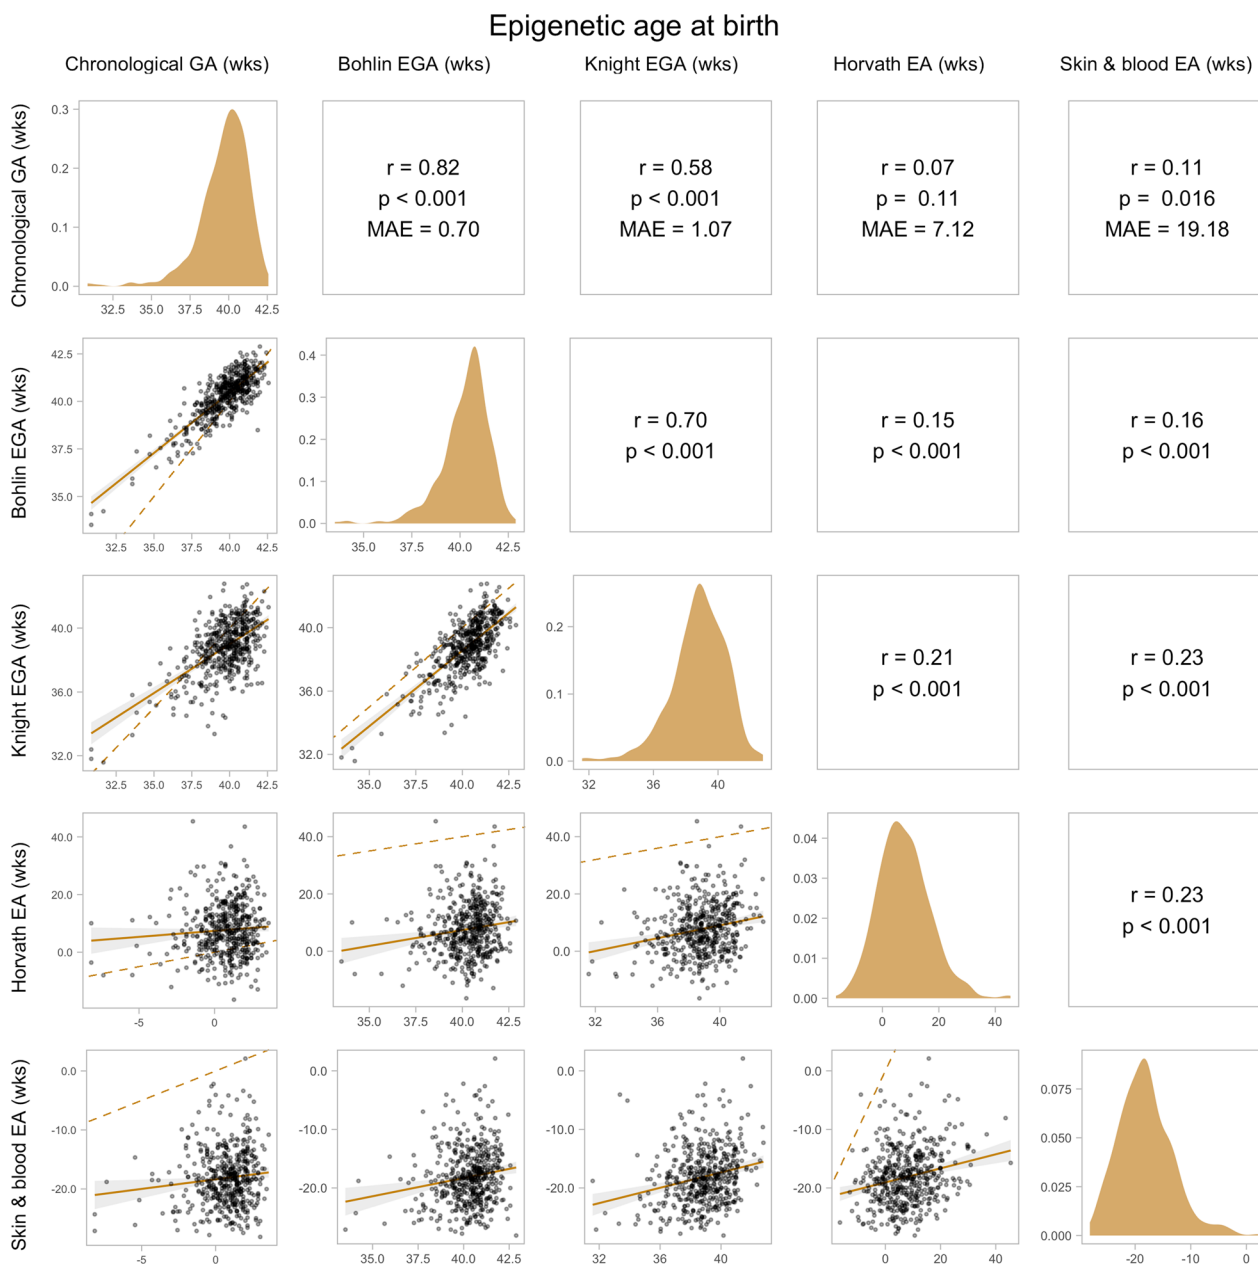 Epigenetic age at birth
Chronological GA (wks) Bohlin EGA (wks) Knight EGA (wks) Horvath EA (wks) Skin & blood EA (wks)
Chronological GA (wks)
0.3
0.2
0.1
0.0
32.5 35.0 37.5 40.0 42.5
r = 0.82
p < 0.001
MAE = 0.70
r = 0.58
p < 0.001
MAE = 1.07
r = 0.07
p = 0.11
MAE = 7.12
r = 0.11
p = 0.016
MAE = 19.18
Bohlin EGA (wks)
42.5
40.0
37.5
35.0
32.5 35.0 37.5 40.0 42.5
0.4
0.3
0.2
0.1
0.0
35.0 37.5 40.0 42.5
r = 0.70
p < 0.001
r = 0.15
p < 0.001
r = 0.16
p < 0.001
Knight EGA (wks)
40.0
36.0
32.0
32.5 35.0 37.5 40.0 42.5
40.0
36.0
32.0
35.0 37.5 40.0 42.5
0.2
0.1
0.0
32 36 40
r = 0.21
p < 0.001
r = 0.23
p < 0.001
Horvath EA (wks)
40.0
20.0
0.0
-5 0
40.0
20.0
0.0
35.0 37.5 40.0 42.5
40.0
20.0
0.0
32 36 40
0.04
0.03
0.02
0.01
0.00
0 20 40
r = 0.23
p < 0.001
Skin & blood EA (wks)
0.0
-10.0
-20.0
-5 0
0.0
-10.0
-20.0
35.0 37.5 40.0 42.5
0.0
-10.0
-20.0
32 36 40
0.0
-10.0
-20.0
0 20 40
0.075
0.050
0.025
0.000
-20 -10 0